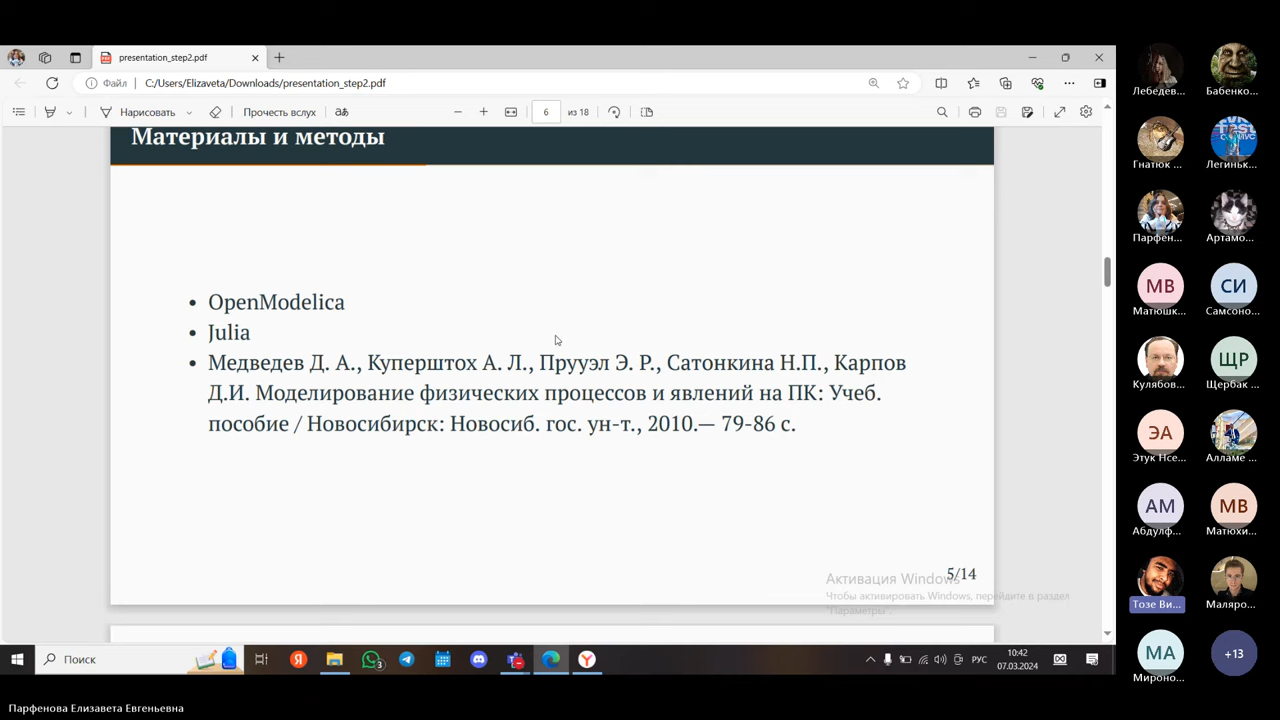 presentation_step2.pdf
Файл C:/Users/Elizaveta/Downloads/presentation_step2.pdf
Нарисовать Прочесть вслух аあ 6 из 18
Материалы и методы
• OpenModelica
• Julia
• Медведев Д. А., Куперштох А. Л., Прууэл Э. Р., Сатонкина Н.П., Карпов
Д.И. Моделирование физических процессов и явлений на ПК: Учеб.
пособие / Новосибирск: Новосиб. гос. ун-т., 2010.— 79-86 с.
5/14
Активация Windows
Чтобы активировать Windows, перейдите в раздел
"Параметры".
Поиск
3
РУС
10:42
07.03.2024
Парфенова Елизавета Евгеньевна
Лебедев...
Бабенко...
Гнатюк ...
Легиньк...
Парфен...
Артамо...
МВ
Матюшк...
СИ
Самсоно...
Кулябов...
ЩР
Щербак ...
ЭА
Этук Нсе...
Алламе ...
АМ
Абдулф...
МВ
Матюхи...
Тозе Ви...
Маляро...
МА
Мироно...
+13